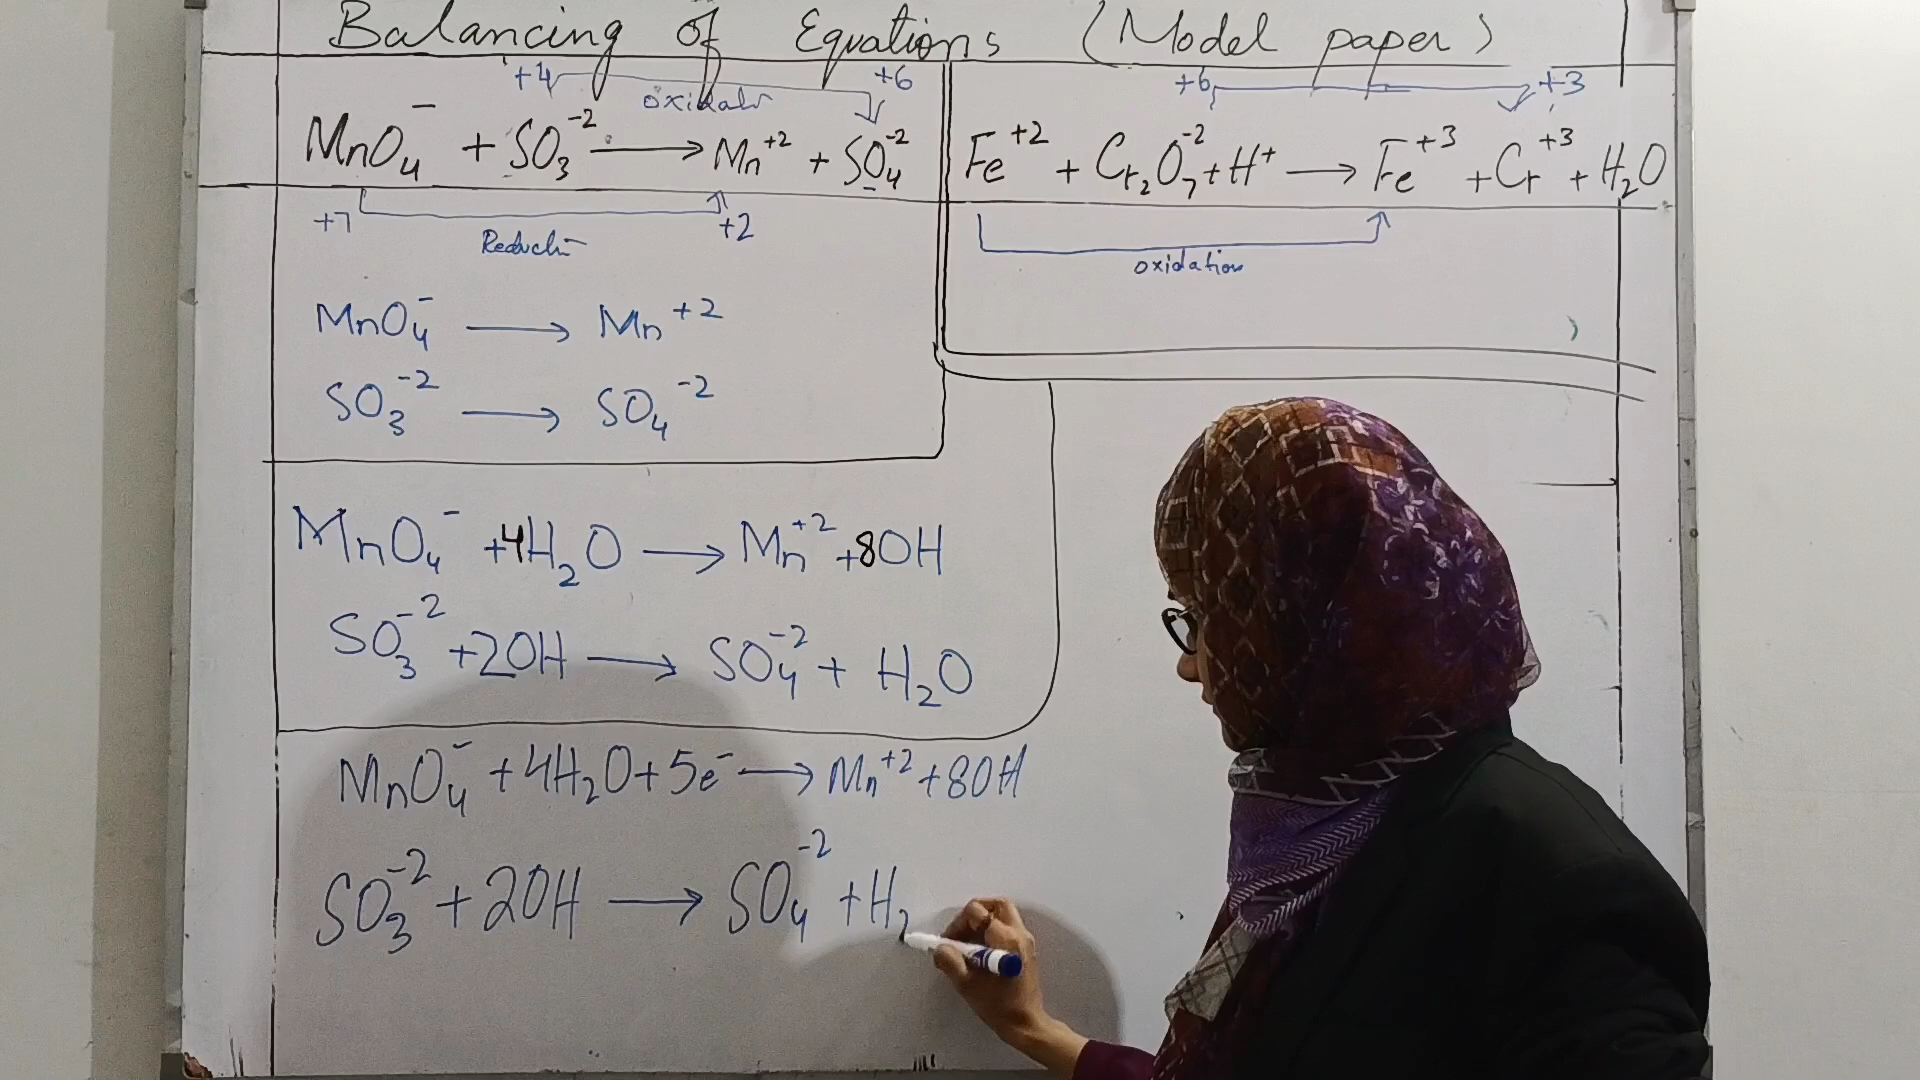 Balancing of Equations (Model paper)
+4 oxidatn +6
MnO₄⁻ + SO₃⁻² ⟶ Mn⁺² + SO₄⁻²
+7 Reductn +2
+6 +3
Fe⁺² + Cr₂O₇⁻² + H⁺ ⟶ Fe⁺³ + Cr⁺³ + H₂O
oxidation
MnO₄⁻ ⟶ Mn⁺²
SO₃⁻² ⟶ SO₄⁻²
MnO₄⁻ + 4H₂O ⟶ Mn⁺² + 8OH
SO₃⁻² + 2OH ⟶ SO₄⁻² + H₂O
MnO₄⁻ + 4H₂O + 5e⁻ ⟶ Mn⁺² + 8OH
SO₃⁻² + 2OH ⟶ SO₄⁻² + H₂